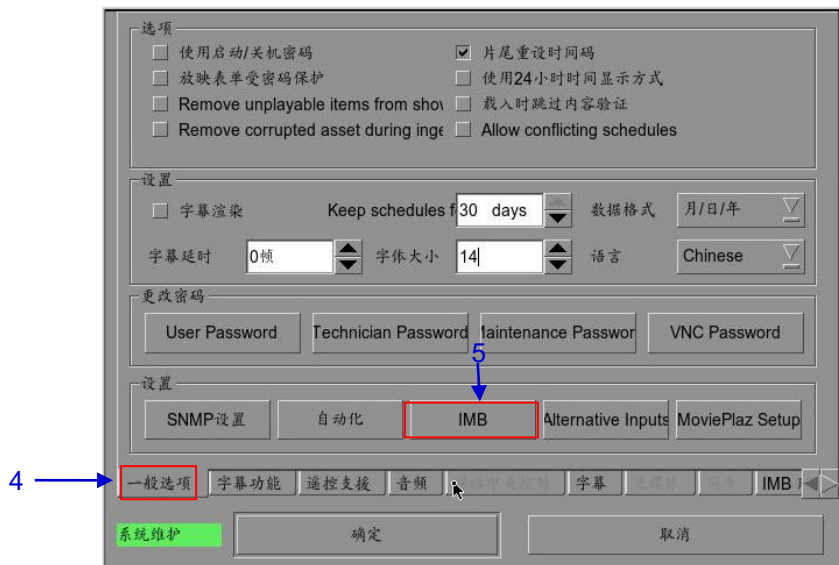 选项
使用启动/关机密码
片尾重设时间码
放映表单受密码保护
使用24小时时间显示方式
Remove unplayable items from show
载入时跳过内容验证
Remove corrupted asset during inge
Allow conflicting schedules
设置
字幕渲染 Keep schedules f 30 days 数据格式 月/日/年
字幕延时 0帧 字体大小 14 语言 Chinese
更改密码
User Password Technician Password Maintenance Passwor VNC Password
5
设置
SNMP设置 自动化 IMB Alternative Inputs MoviePlaz Setup
4 一般选项 字幕功能 遥控支援 音频 字幕 流媒体 同步 IMB
系统维护 确定 取消